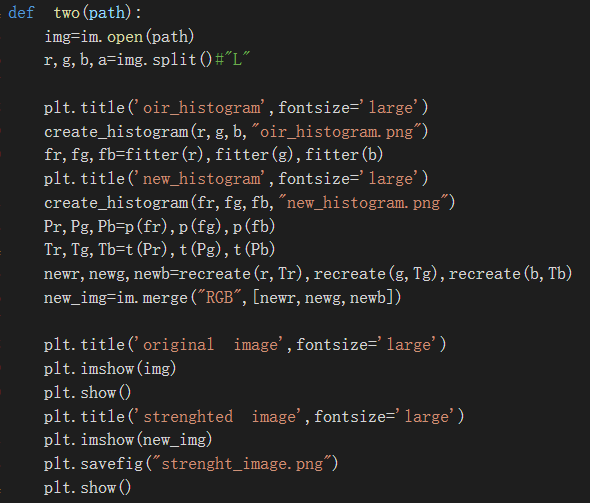 def two(path):
    img=im.open(path)
    r,g,b,a=img.split()#"L"

    plt.title('oir_histogram',fontsize='large')
    create_histogram(r,g,b,"oir_histogram.png")
    fr,fg,fb=fitter(r),fitter(g),fitter(b)
    plt.title('new_histogram',fontsize='large')
    create_histogram(fr,fg,fb,"new_histogram.png")
    Pr,Pg,Pb=p(fr),p(fg),p(fb)
    Tr,Tg,Tb=t(Pr),t(Pg),t(Pb)
    newr,newg,newb=recreate(r,Tr),recreate(g,Tg),recreate(b,Tb)
    new_img=im.merge("RGB",[newr,newg,newb])

    plt.title('original  image',fontsize='large')
    plt.imshow(img)
    plt.show()
    plt.title('strenghted  image',fontsize='large')
    plt.imshow(new_img)
    plt.savefig("strenght_image.png")
    plt.show()